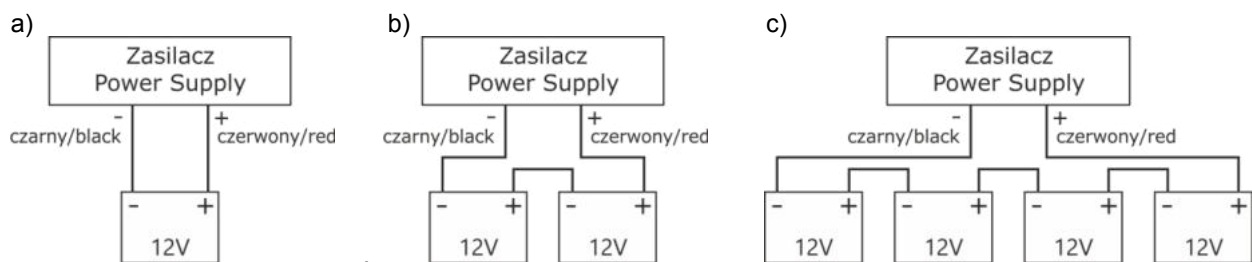 a)
Zasilacz
Power Supply
- +
czarny/black czerwony/red
- +
12V
b)
Zasilacz
Power Supply
- +
czarny/black czerwony/red
- + - +
12V 12V
c)
Zasilacz
Power Supply
- +
czarny/black czerwony/red
- + - + - + - +
12V 12V 12V 12V